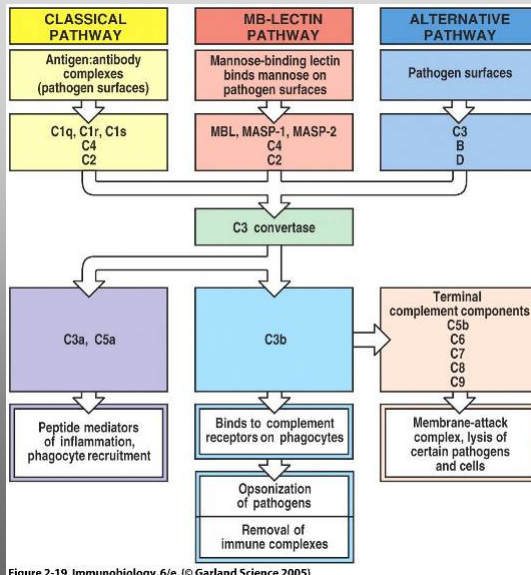 CLASSICAL
PATHWAY
MB-LECTIN
PATHWAY
ALTERNATIVE
PATHWAY
Antigen:antibody
complexes
(pathogen surfaces)
Mannose-binding lectin
binds mannose on
pathogen surfaces
Pathogen surfaces
C1q, C1r, C1s
C4
C2
MBL, MASP-1, MASP-2
C4
C2
C3
B
D
C3 convertase
C3a, C5a
C3b
Terminal
complement components
C5b
C6
C7
C8
C9
Peptide mediators
of inflammation,
phagocyte recruitment
Binds to complement
receptors on phagocytes
Membrane-attack
complex, lysis of
certain pathogens
and cells
Opsonization
of pathogens
Removal of
immune complexes
Figure 2-19 Immunobiology, 6/e. (© Garland Science 2005)